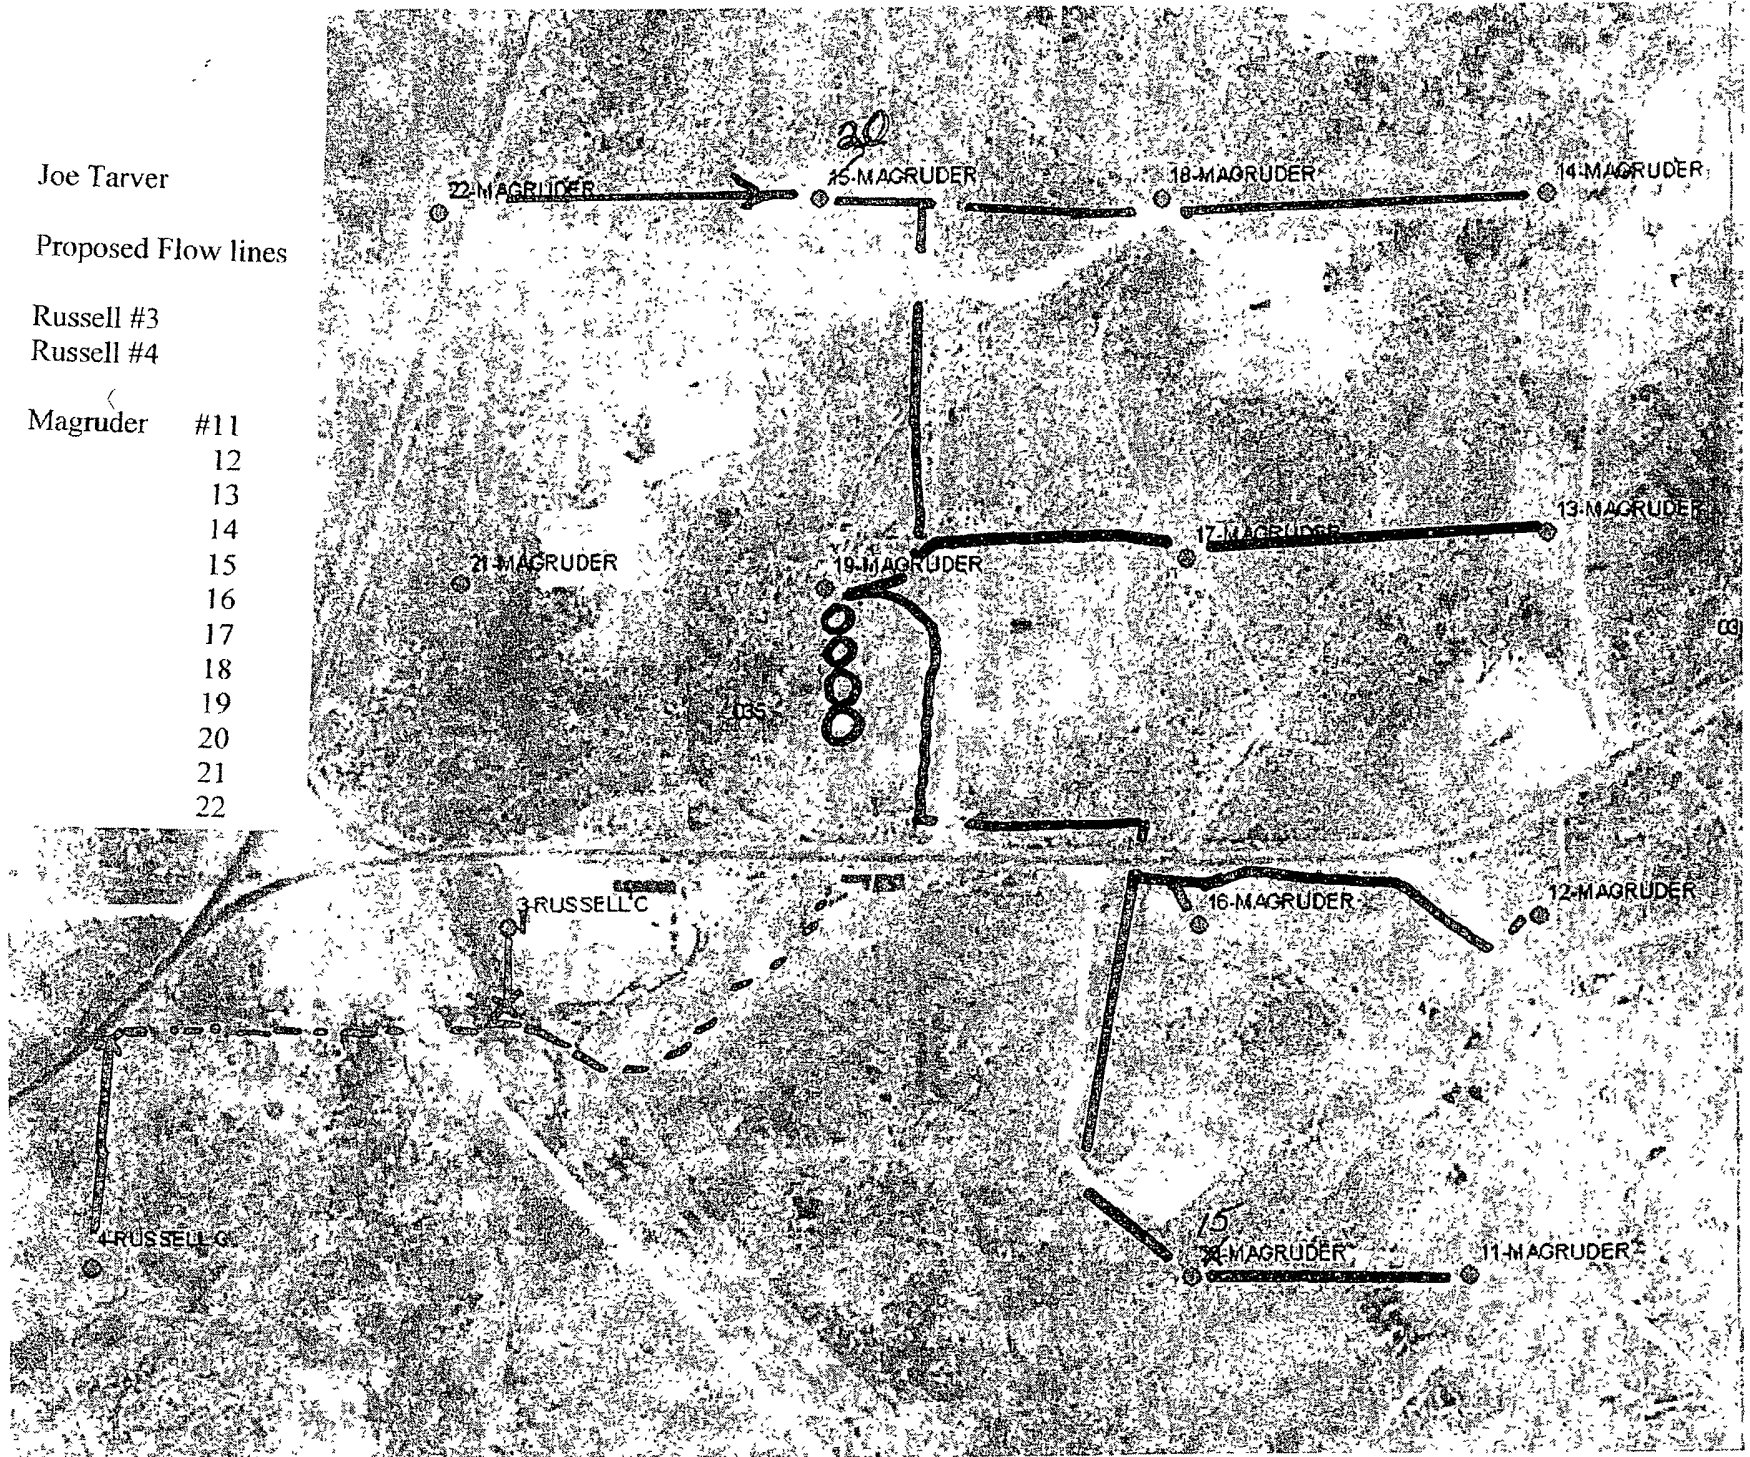 Joe Tarver
Proposed Flow lines
Russell #3
Russell #4
Magruder #11
12
13
14
15
16
17
18
19
20
21
22
20
22-MAGRUDER
15-MAGRUDER
18-MAGRUDER
14-MAGRUDER
21-MAGRUDER
19-MAGRUDER
17-MAGRUDER
13-MAGRUDER
035
3-RUSSELL C
16-MAGRUDER
12-MAGRUDER
4-RUSSELL C
15
20-MAGRUDER
11-MAGRUDER